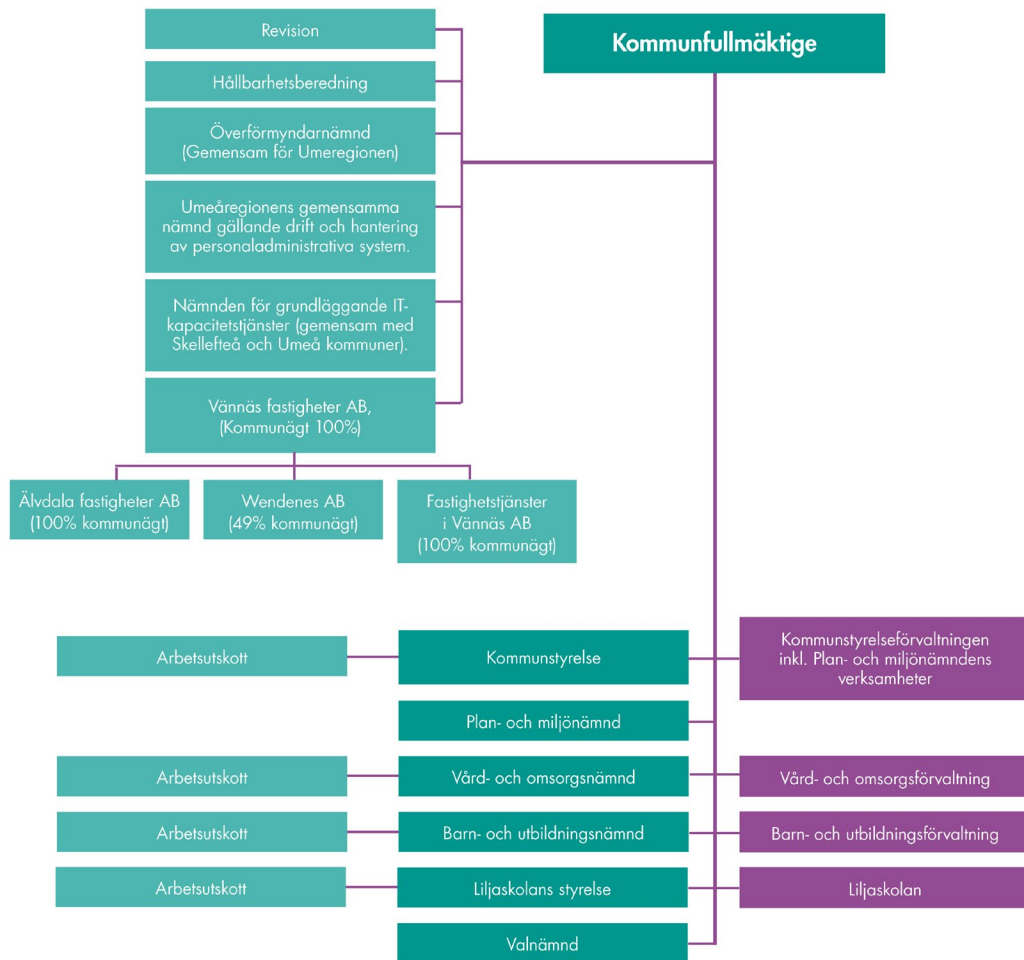 Kommunfullmäktige
Revision
Hållbarhetsberedning
Överförmyndarnämnd
(Gemensam för Umeregionen)
Umeåregionens gemensamma
nämnd gällande drift och hantering
av personaladministrativa system.
Nämnden för grundläggande IT-
kapacitetstjänster (gemensam med
Skellefteå och Umeå kommuner).
Vännäs fastigheter AB,
(Kommunägt 100%)
Älvdala fastigheter AB
(100% kommunägt)
Wendenes AB
(49% kommunägt)
Fastighetstjänster
i Vännäs AB
(100% kommunägt)
Arbetsutskott
Kommunstyrelse
Kommunstyrelseförvaltningen
inkl. Plan- och miljönämndens
verksamheter
Plan- och miljönämnd
Arbetsutskott
Vård- och omsorgsnämnd
Vård- och omsorgsförvaltning
Arbetsutskott
Barn- och utbildningsnämnd
Barn- och utbildningsförvaltning
Arbetsutskott
Liljaskolans styrelse
Liljaskolan
Valnämnd